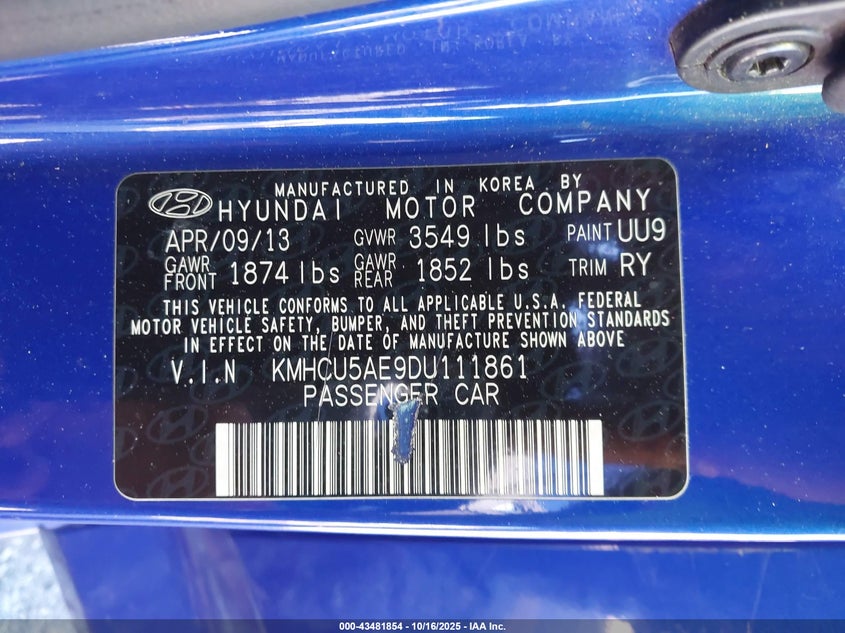 MANUFACTURED IN KOREA BY
HYUNDAI MOTOR COMPANY
APR/09/13 GVWR 3549 lbs PAINT UU9
GAWR FRONT 1874 lbs GAWR REAR 1852 lbs TRIM RY
THIS VEHICLE CONFORMS TO ALL APPLICABLE U.S.A. FEDERAL
MOTOR VEHICLE SAFETY, BUMPER, AND THEFT PREVENTION STANDARDS
IN EFFECT ON THE DATE OF MANUFACTURE SHOWN ABOVE
V.I.N KMHCU5AE9DU111861
PASSENGER CAR
000-43481854 - 10/16/2025 - IAA Inc.